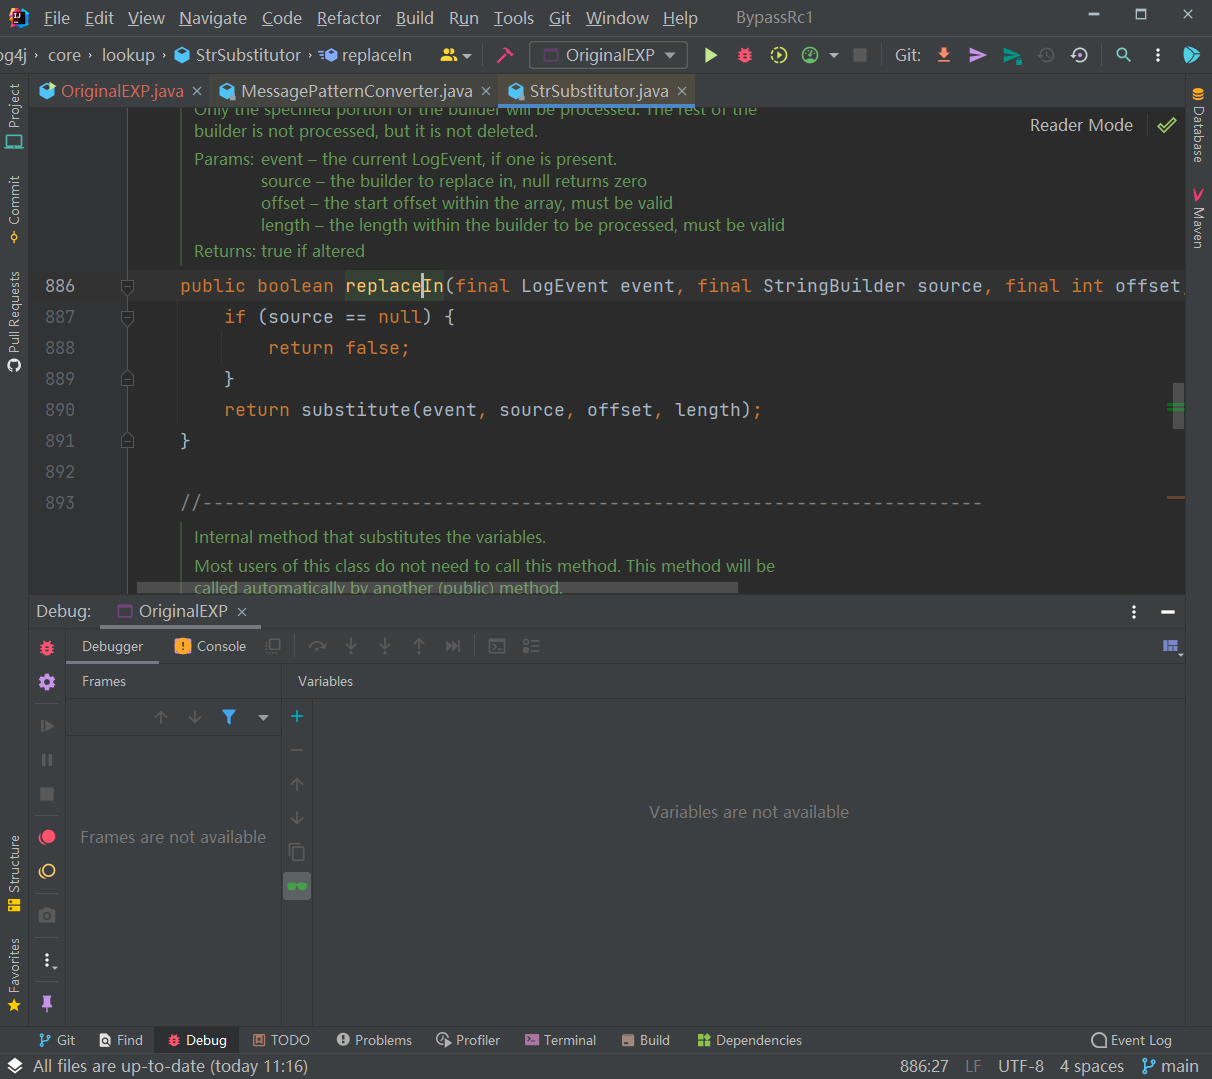 File Edit View Navigate Code Refactor Build Run Tools Git Window Help BypassRc1
og4j › core › lookup › StrSubstitutor › replaceIn OriginalEXP Git:
OriginalEXP.java × MessagePatternConverter.java × StrSubstitutor.java ×
Only the specified portion of the builder will be processed. The rest of the
builder is not processed, but it is not deleted.
Reader Mode
Params: event – the current LogEvent, if one is present.
source – the builder to replace in, null returns zero
offset – the start offset within the array, must be valid
length – the length within the builder to be processed, must be valid
Returns: true if altered
886 public boolean replaceIn(final LogEvent event, final StringBuilder source, final int offset,
887 if (source == null) {
888 return false;
889 }
890 return substitute(event, source, offset, length);
891 }
892
893 //-----------------------------------------------------------------------
Internal method that substitutes the variables.
Most users of this class do not need to call this method. This method will be
called automatically by another (public) method.
Debug: OriginalEXP ×
Debugger Console
Frames Variables
Frames are not available
Variables are not available
Project
Commit
Pull Requests
Structure
Favorites
Database
Maven
Git Find Debug TODO Problems Profiler Terminal Build Dependencies Event Log
All files are up-to-date (today 11:16) 886:27 LF UTF-8 4 spaces main